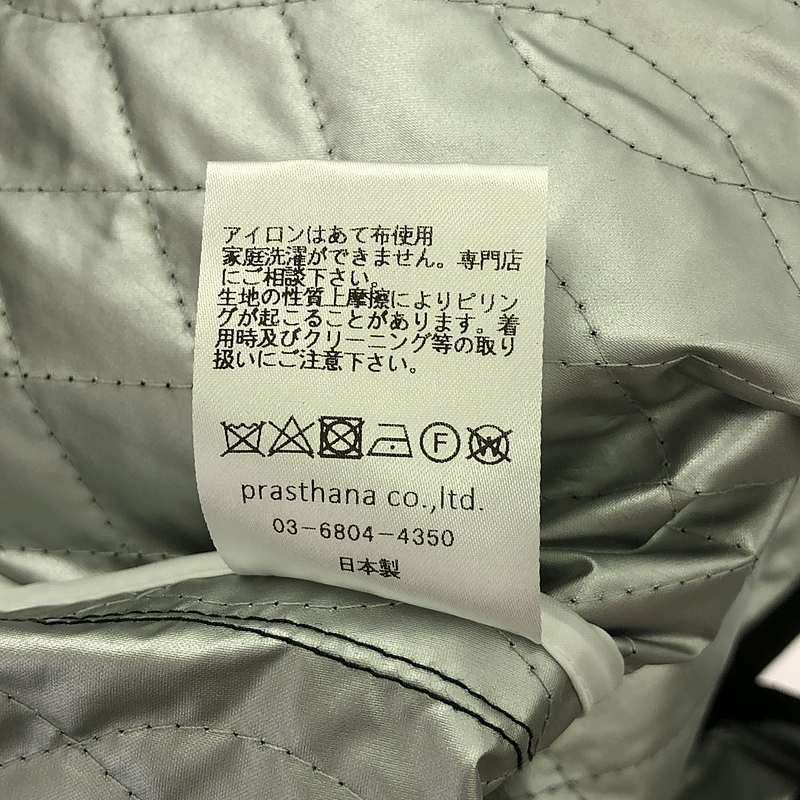 アイロンはあて布使用
家庭洗濯ができません。専門店
にご相談下さい。
生地の性質上摩擦によりピリン
グが起こることがあります。着
用時及びクリーニング等の取り
扱いにご注意下さい。
F W
prasthana co.,ltd.
03-6804-4350
日本製